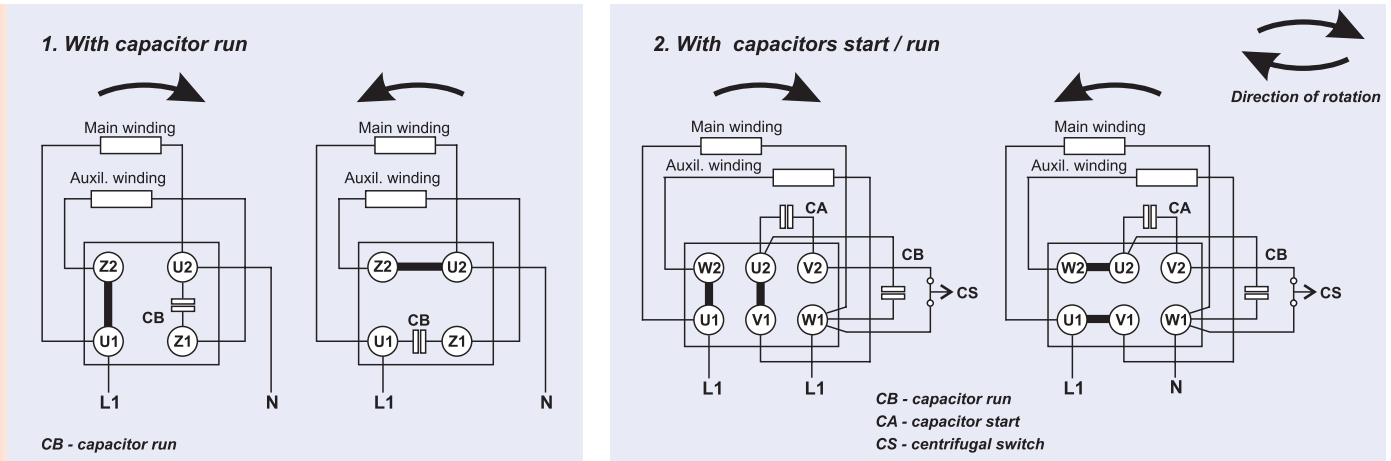 1. With capacitor run
Main winding
Auxil. winding
Z2
U2
CB
U1
Z1
L1
N
Main winding
Auxil. winding
Z2
U2
CB
U1
Z1
L1
N
CB - capacitor run
2. With capacitors start / run
Direction of rotation
Main winding
Auxil. winding
CA
W2
U2
V2
CB
CS
U1
V1
W1
L1
L1
Main winding
Auxil. winding
CA
W2
U2
V2
CB
CS
U1
V1
W1
L1
N
CB - capacitor run
CA - capacitor start
CS - centrifugal switch